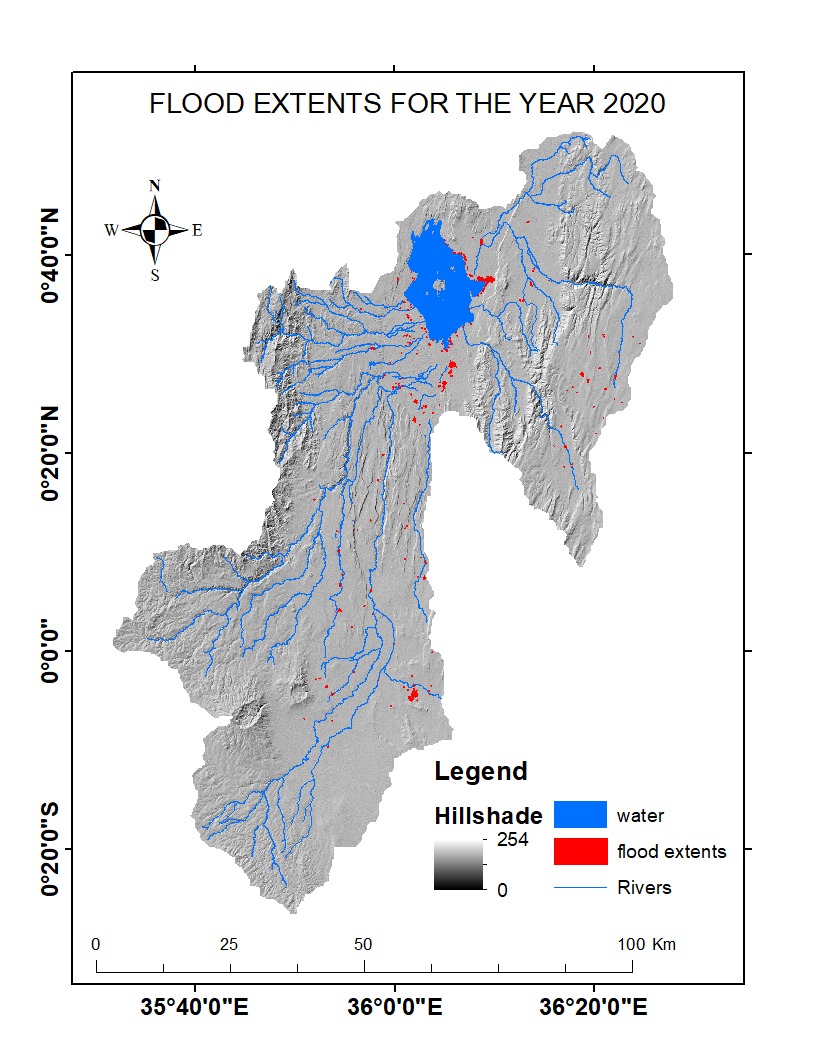 FLOOD EXTENTS FOR THE YEAR 2020
N
W E
S
0°40'0"N
0°20'0"N
0°0'0"
0°20'0"S
Legend
Hillshade
254
0
water
flood extents
Rivers
0 25 50 100 Km
35°40'0"E 36°0'0"E 36°20'0"E